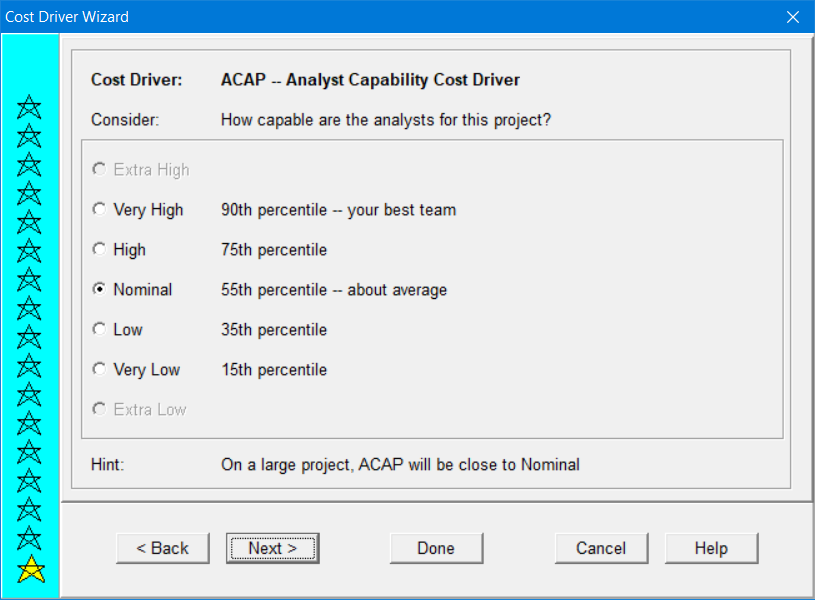 Cost Driver Wizard
Cost Driver: ACAP -- Analyst Capability Cost Driver
Consider: How capable are the analysts for this project?
Extra High
Very High 90th percentile -- your best team
High 75th percentile
Nominal 55th percentile -- about average
Low 35th percentile
Very Low 15th percentile
Extra Low
Hint: On a large project, ACAP will be close to Nominal
< Back Next > Done Cancel Help